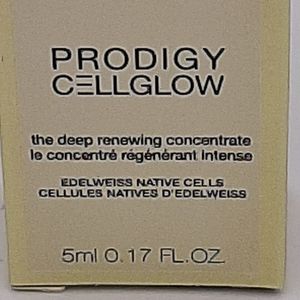 PRODIGY
CELLGLOW
the deep renewing concentrate
le concentré régénérant intense
EDELWEISS NATIVE CELLS
CELLULES NATIVES D'EDELWEISS
5ml 0.17 FL.OZ.